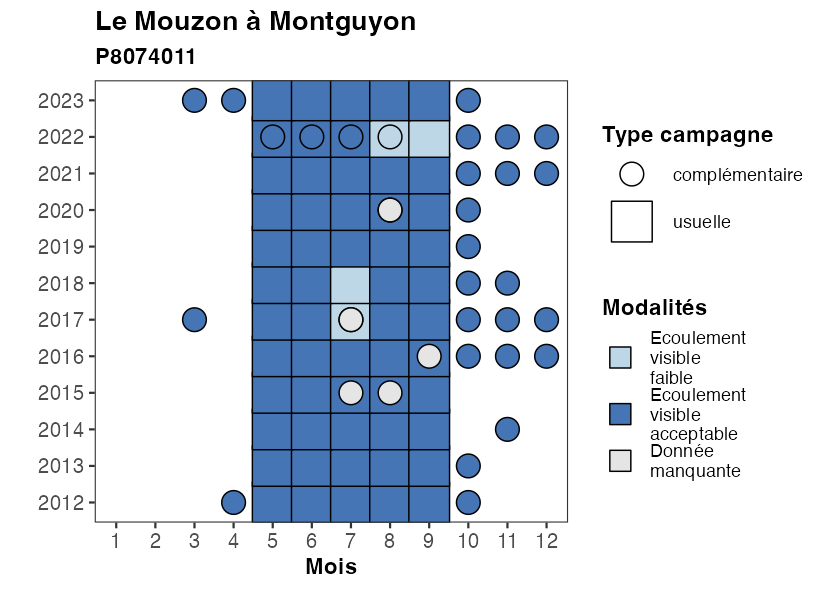 Le Mouzon à Montguyon
P8074011
2023
2022
2021
2020
2019
2018
2017
2016
2015
2014
2013
2012
1 2 3 4 5 6 7 8 9 10 11 12
Mois
Type campagne
complémentaire
usuelle
Modalités
Ecoulement
visible
faible
Ecoulement
visible
acceptable
Donnée
manquante